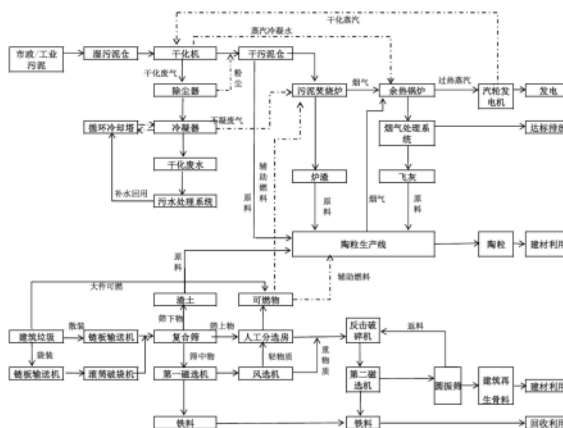 干化蒸汽
蒸汽冷凝水
市政/工业
污泥
湿污泥仓
干化机
干污泥仓
干化废气
粉尘
烟气
过热蒸汽
除尘器
污泥焚烧炉
余热锅炉
汽轮发
电机
发电
循环冷却塔
冷凝器
不凝废气
烟气处理系
统
达标排放
干化废水
辅助燃料
炉渣
飞灰
补水回用
污水处理系统
原料
原料
烟气
原料
陶粒生产线
陶粒
建材利用
原料
辅助燃料
大件可燃
渣土
可燃物
筛下物
筛上物
建筑垃圾
散装
链板输送机
复合筛
人工分选房
反击破
碎机
返料
袋装
筛中物
轻物质
重物质
链板输送机
滚筒破袋机
第一磁选机
风选机
第二磁
选机
圆振筛
建筑再
生骨料
建材利用
铁料
铁料
回收利用